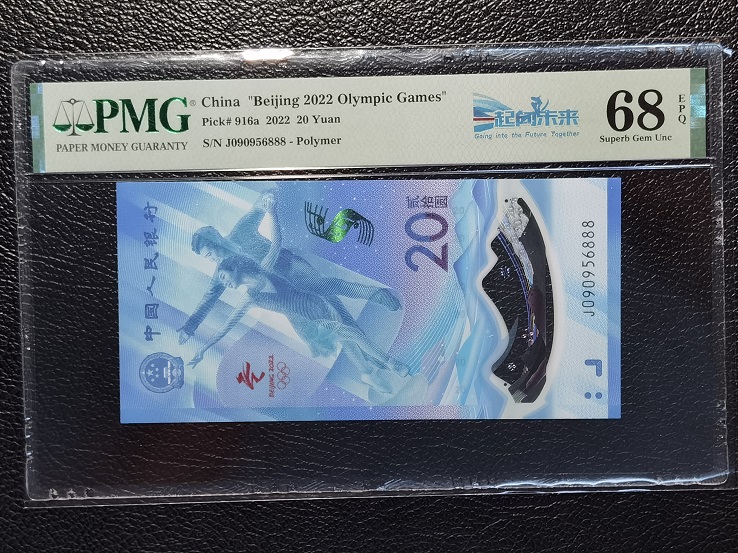 PMG
PAPER MONEY GUARANTY
China "Beijing 2022 Olympic Games"
Pick# 916a 2022 20 Yuan
S/N J090956888 - Polymer
一起向未来
Going into the Future Together
68
EPQ
Superb Gem Unc
中国人民银行
BEIJING 2022
贰拾圆
20
J090956888